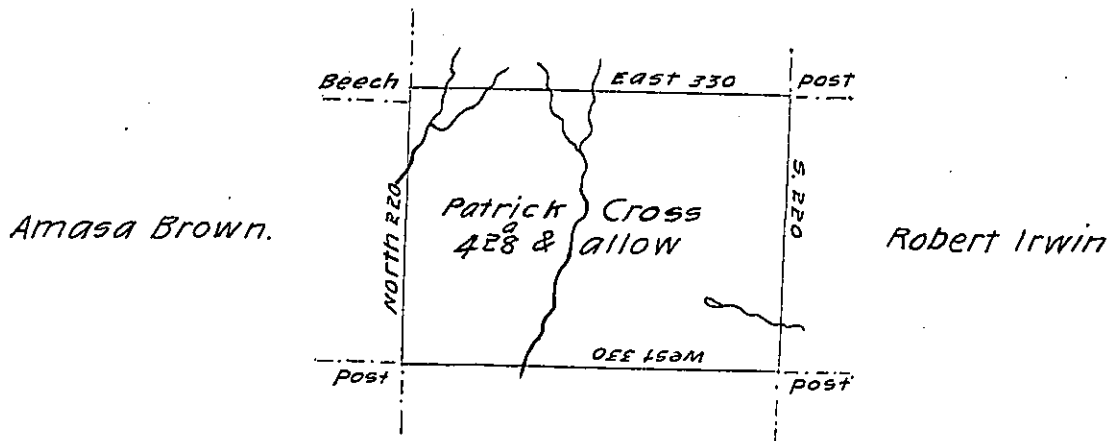 Beech East 330 post
S. 220
North 220
Patrick Cross
428 a & allow
Amasa Brown.
Robert Irwin
West 330
Post post